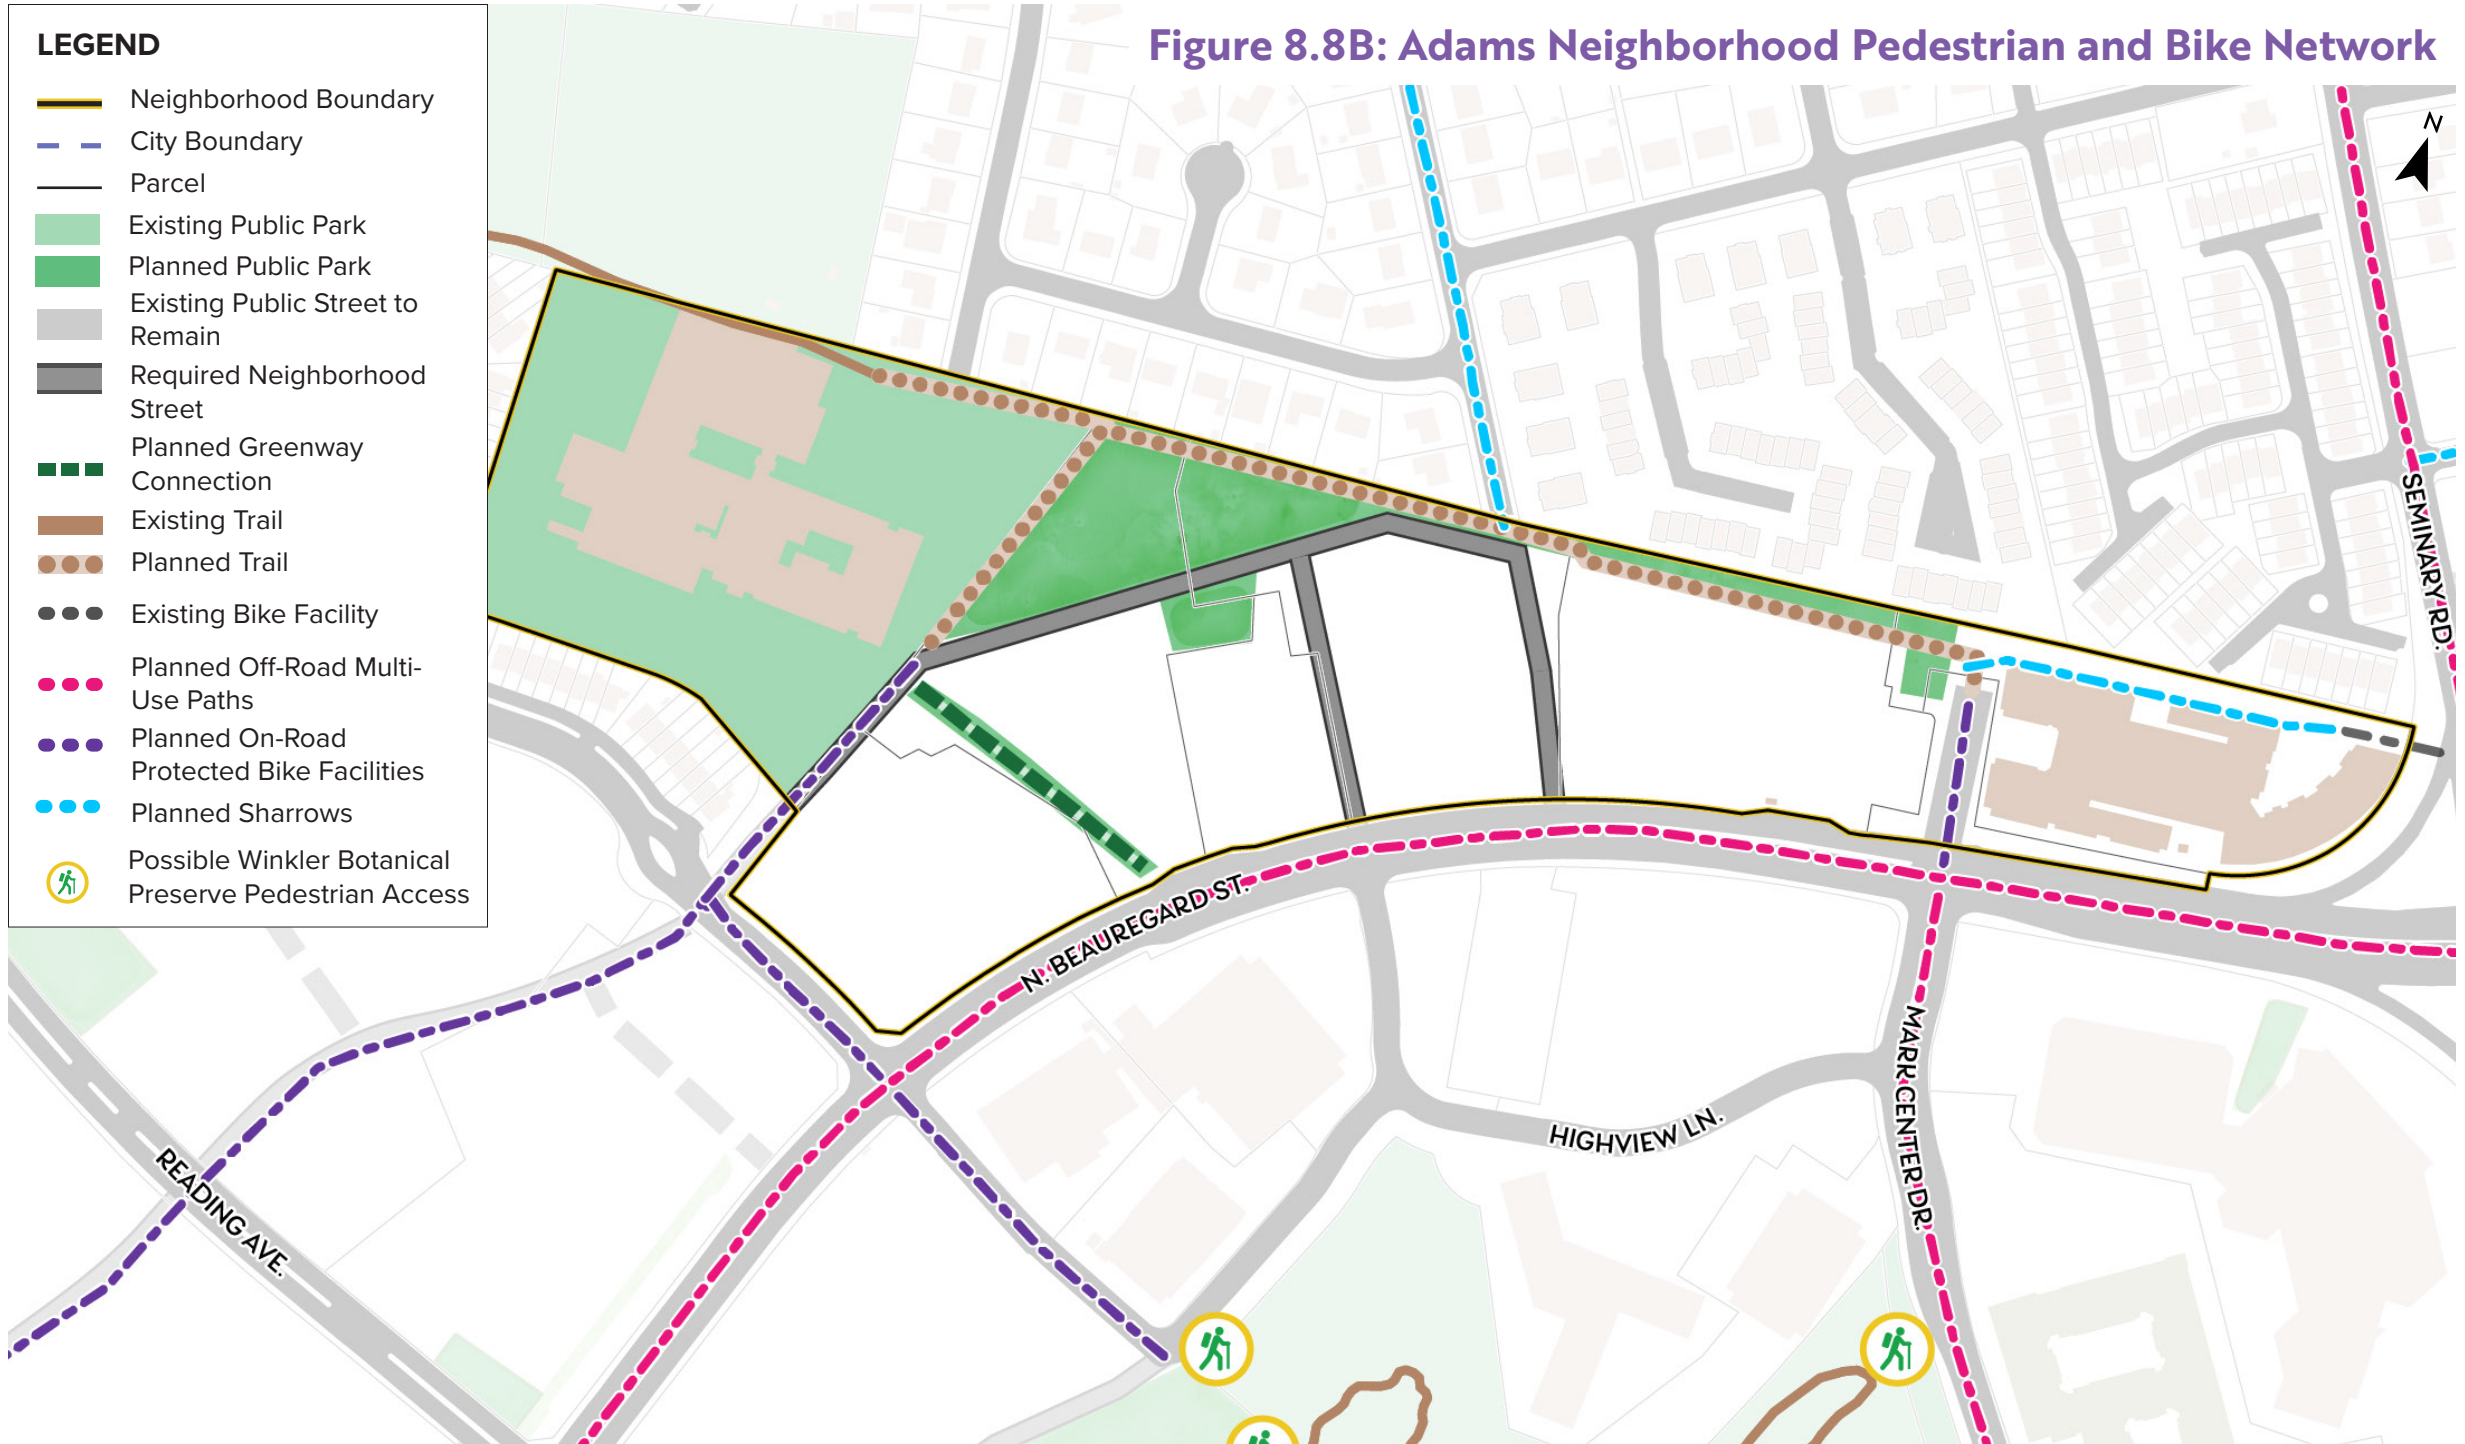 Figure 8.8B: Adams Neighborhood Pedestrian and Bike Network
LEGEND
Neighborhood Boundary
City Boundary
Parcel
Existing Public Park
Planned Public Park
Existing Public Street to
Remain
Required Neighborhood
Street
Planned Greenway
Connection
Existing Trail
Planned Trail
Existing Bike Facility
Planned Off-Road Multi-
Use Paths
Planned On-Road
Protected Bike Facilities
Planned Sharrows
Possible Winkler Botanical
Preserve Pedestrian Access
N
SEMINARY RD.
N. BEAUREGARD ST.
MARK CENTER DR.
HIGHVIEW LN.
READING AVE.